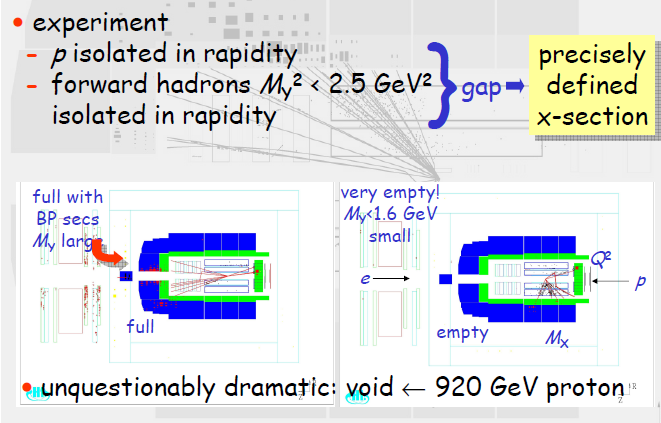 • experiment
– p isolated in rapidity
– forward hadrons My² < 2.5 GeV²
isolated in rapidity
gap
precisely
defined
x-section
full with
BP secs
My large
full
very empty!
My<1.6 GeV
small
Q²
e
p
empty
Mx
• unquestionably dramatic: void ← 920 GeV proton
Z
R
Z